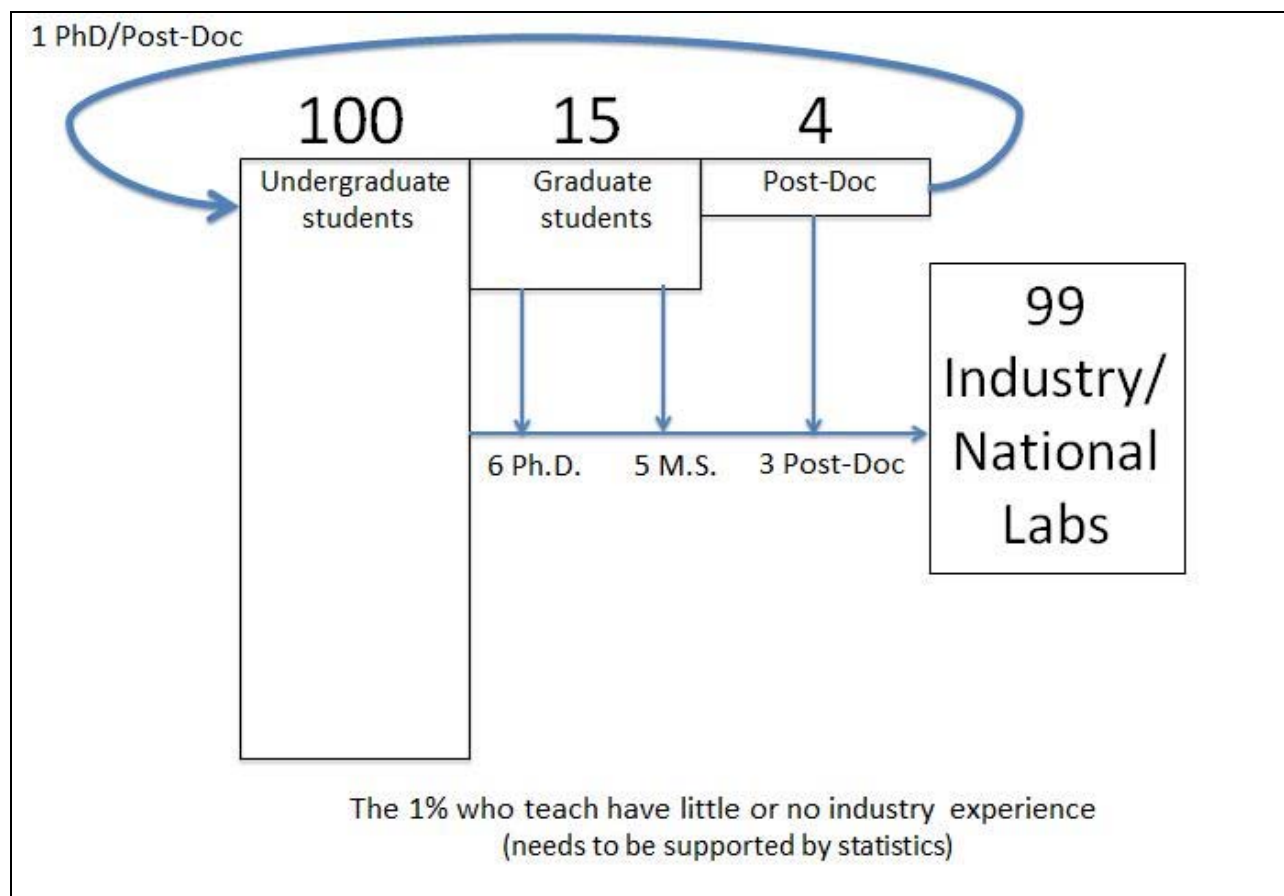 1 PhD/Post-Doc
100
15
4
Undergraduate
students
Graduate
students
Post-Doc
99
Industry/
National
Labs
6 Ph.D.
5 M.S.
3 Post-Doc
The 1% who teach have little or no industry experience
(needs to be supported by statistics)